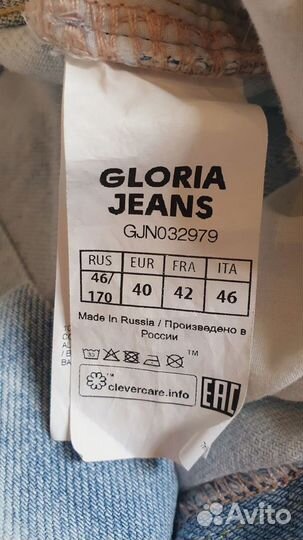 GLORIA
JEANS
GJN032979
RUS EUR FRA ITA
46/
170 40 42 46
Made In Russia / Произведено в
России
™
™
clevercare.info
EAC
Avito